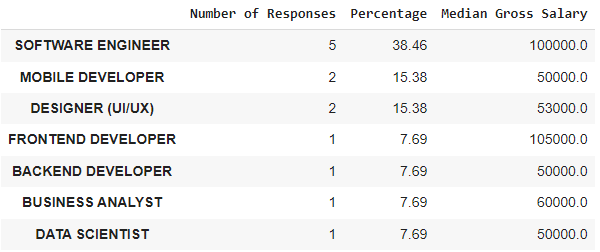 Number of Responses Percentage Median Gross Salary
SOFTWARE ENGINEER 5 38.46 100000.0
MOBILE DEVELOPER 2 15.38 50000.0
DESIGNER (UI/UX) 2 15.38 53000.0
FRONTEND DEVELOPER 1 7.69 105000.0
BACKEND DEVELOPER 1 7.69 50000.0
BUSINESS ANALYST 1 7.69 60000.0
DATA SCIENTIST 1 7.69 50000.0